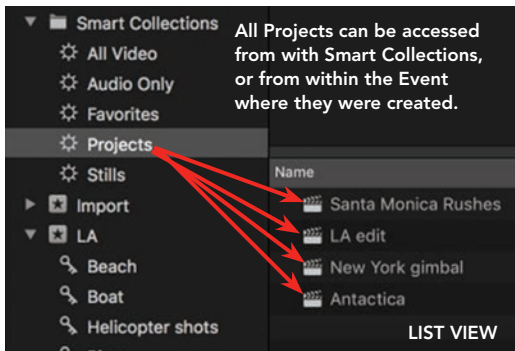 Smart Collections
All Video
Audio Only
Favorites
Projects
Stills
Import
LA
Beach
Boat
Helicopter shots
All Projects can be accessed
from with Smart Collections,
or from within the Event
where they were created.
Name
Santa Monica Rushes
LA edit
New York gimbal
Antactica
LIST VIEW